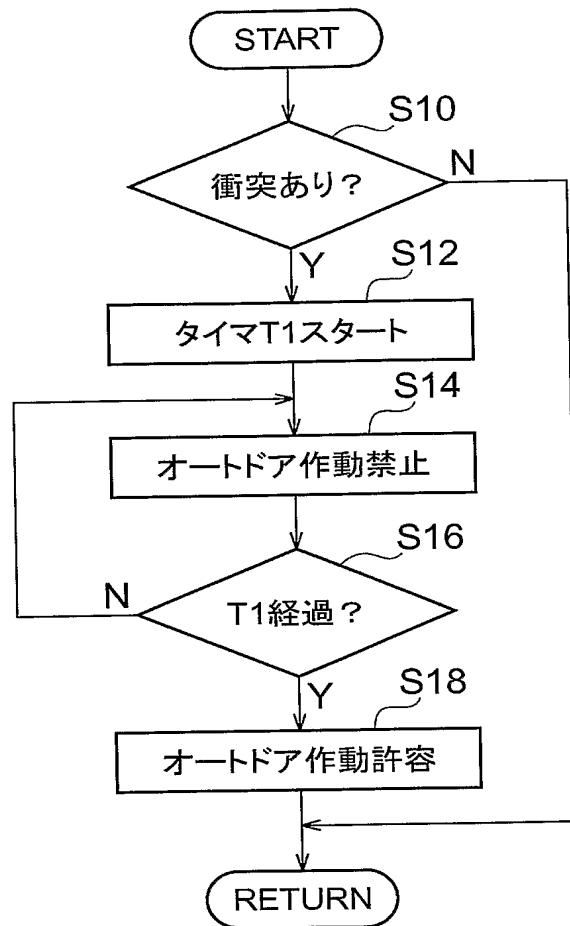 START
S10
衝突あり?
N
Y
S12
タイマT1スタート
S14
オートドア作動禁止
S16
T1経過?
N
Y
S18
オートドア作動許容
RETURN